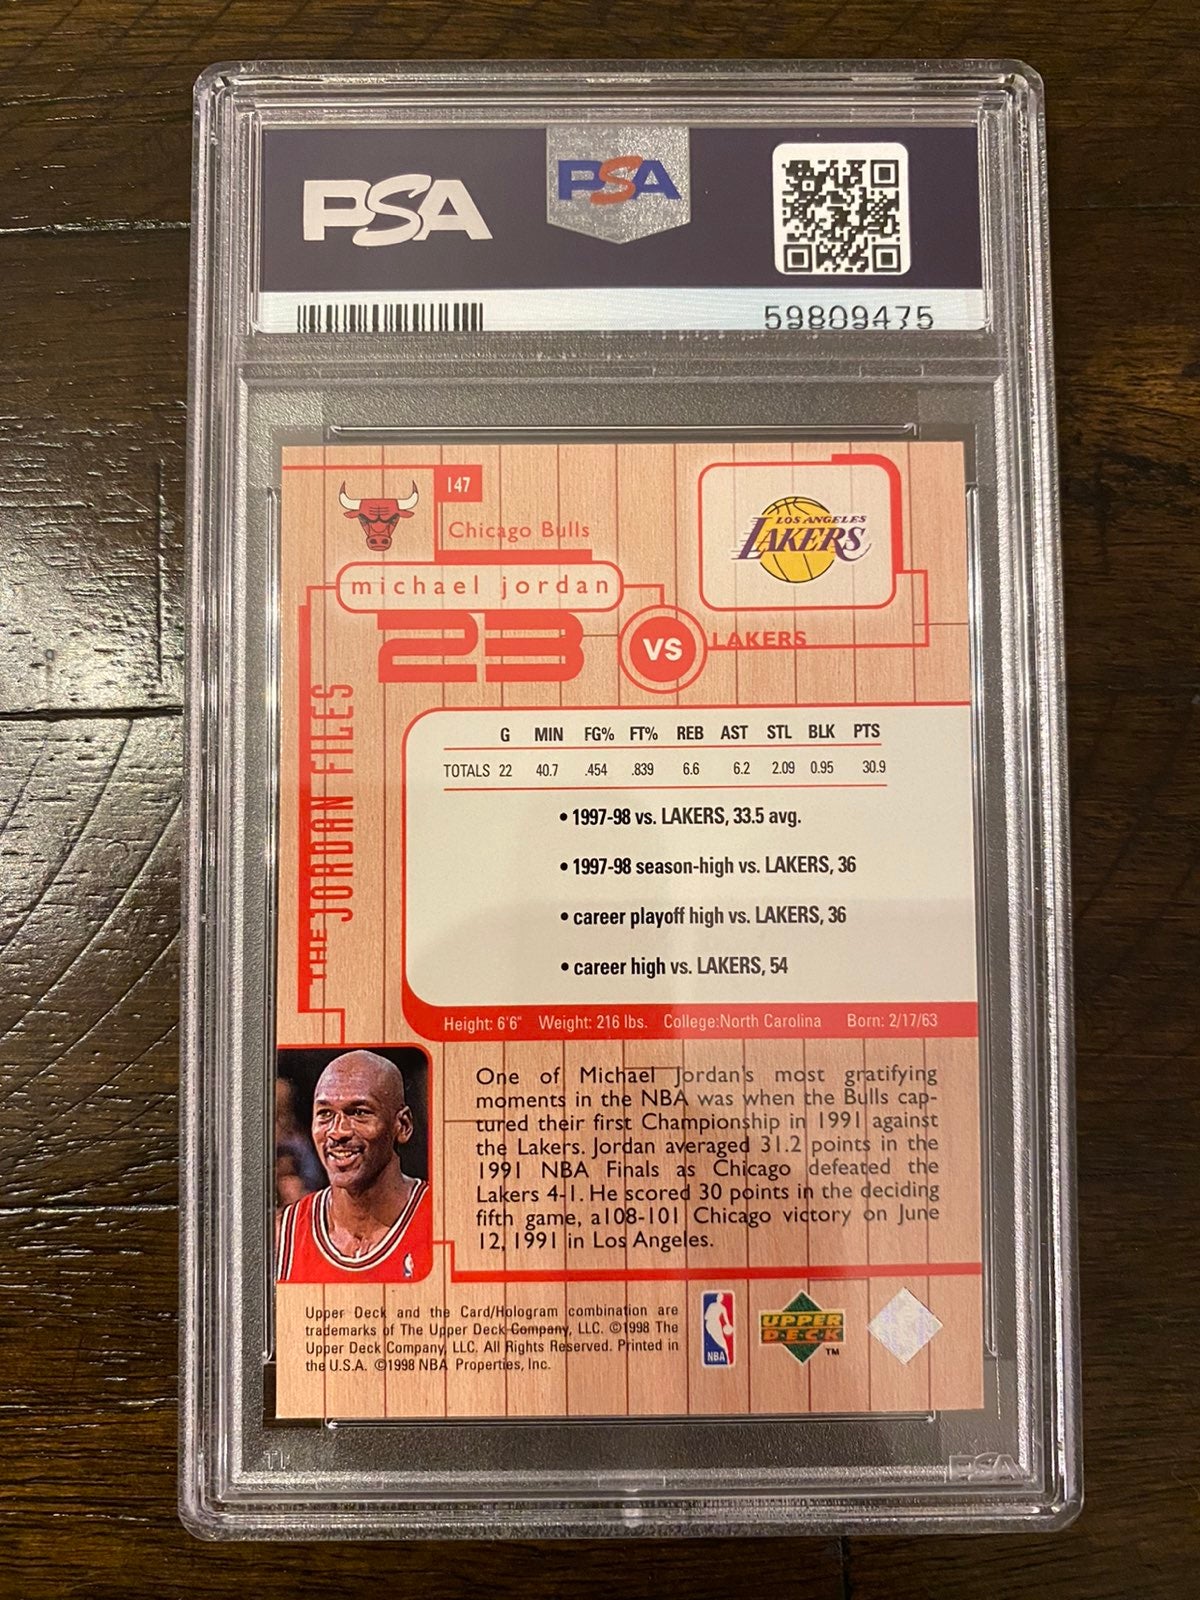 PSA
PSA
59809475
147
Chicago Bulls
LOS ANGELES
LAKERS
michael jordan
23
VS
LAKERS
THE JORDAN FILES
G MIN FG% FT% REB AST STL BLK PTS
TOTALS 22 40.7 .454 .839 6.6 6.2 2.09 0.95 30.9
• 1997-98 vs. LAKERS, 33.5 avg.
• 1997-98 season-high vs. LAKERS, 36
• career playoff high vs. LAKERS, 36
• career high vs. LAKERS, 54
Height: 6'6" Weight: 216 lbs. College:North Carolina Born: 2/17/63
One of Michael Jordan's most gratifying
moments in the NBA was when the Bulls cap-
tured their first Championship in 1991 against
the Lakers. Jordan averaged 31.2 points in the
1991 NBA Finals as Chicago defeated the
Lakers 4-1. He scored 30 points in the deciding
fifth game, a108-101 Chicago victory on June
12, 1991 in Los Angeles.
Upper Deck and the Card/Hologram combination are
trademarks of The Upper Deck Company, LLC. ©1998 The
Upper Deck Company, LLC. All Rights Reserved. Printed in
the U.S.A. ©1998 NBA Properties, Inc.
NBA
UPPER
DECK
TM
PSA